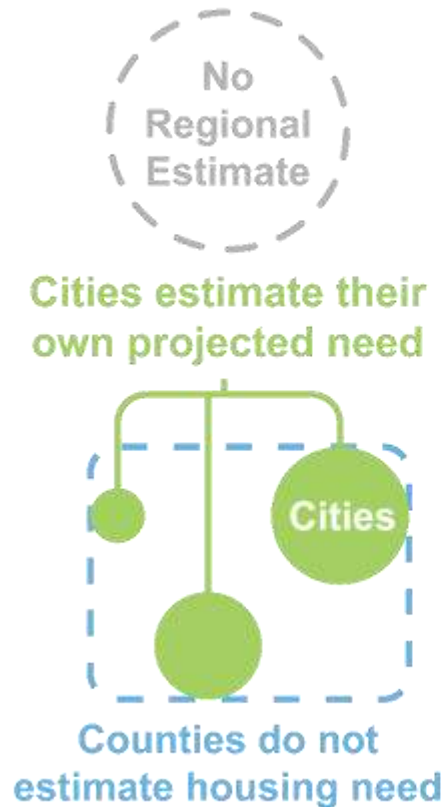 No
Regional
Estimate
Cities estimate their
own projected need
Cities
Counties do not
estimate housing need